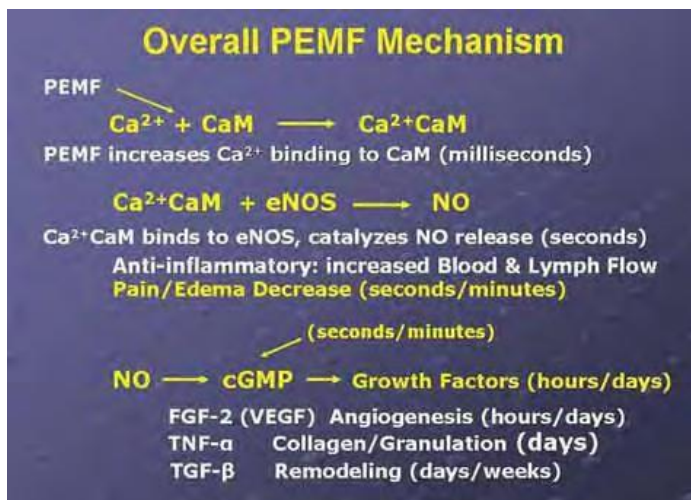 Overall PEMF Mechanism
PEMF
Ca²⁺ + CaM → Ca²⁺CaM
PEMF increases Ca²⁺ binding to CaM (milliseconds)
Ca²⁺CaM + eNOS → NO
Ca²⁺CaM binds to eNOS, catalyzes NO release (seconds)
Anti-inflammatory: increased Blood & Lymph Flow
Pain/Edema Decrease (seconds/minutes)
(seconds/minutes)
NO → cGMP → Growth Factors (hours/days)
FGF-2 (VEGF) Angiogenesis (hours/days)
TNF-α Collagen/Granulation (days)
TGF-β Remodeling (days/weeks)